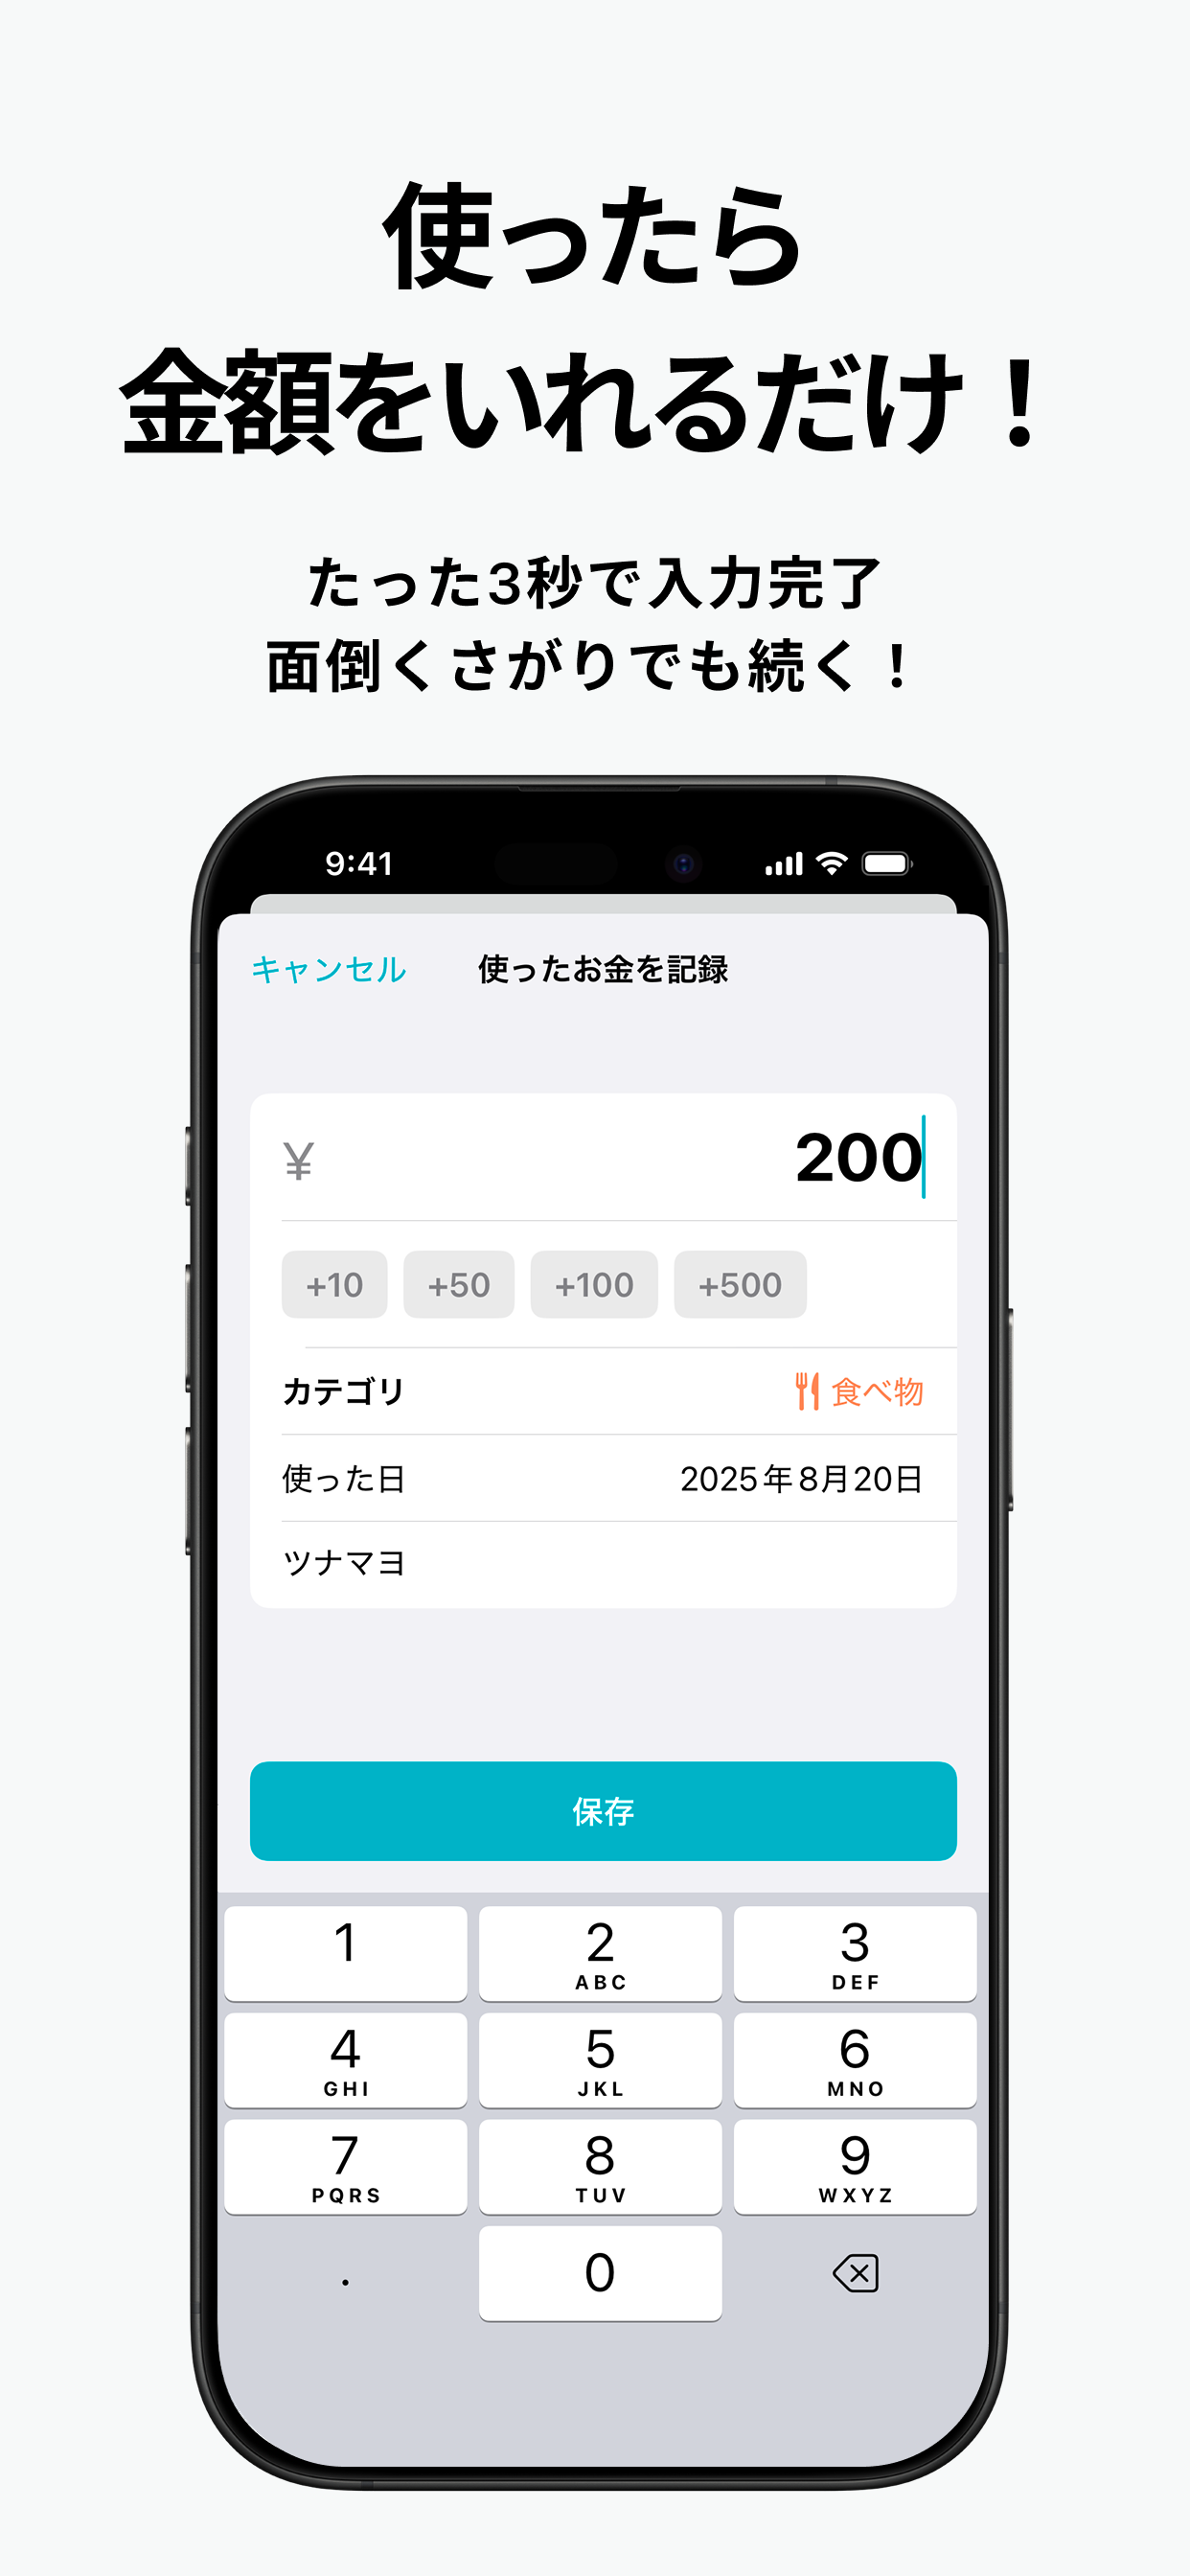 使ったら
金額をいれるだけ！
たった3秒で入力完了
面倒くさがりでも続く！
9:41
キャンセル 使ったお金を記録
¥ 200
+10 +50 +100 +500
カテゴリ 食べ物
使った日 2025年8月20日
ツナマヨ
保存
1 2 3
ABC DEF
4 5 6
GHI JKL MNO
7 8 9
PQRS TUV WXYZ
. 0